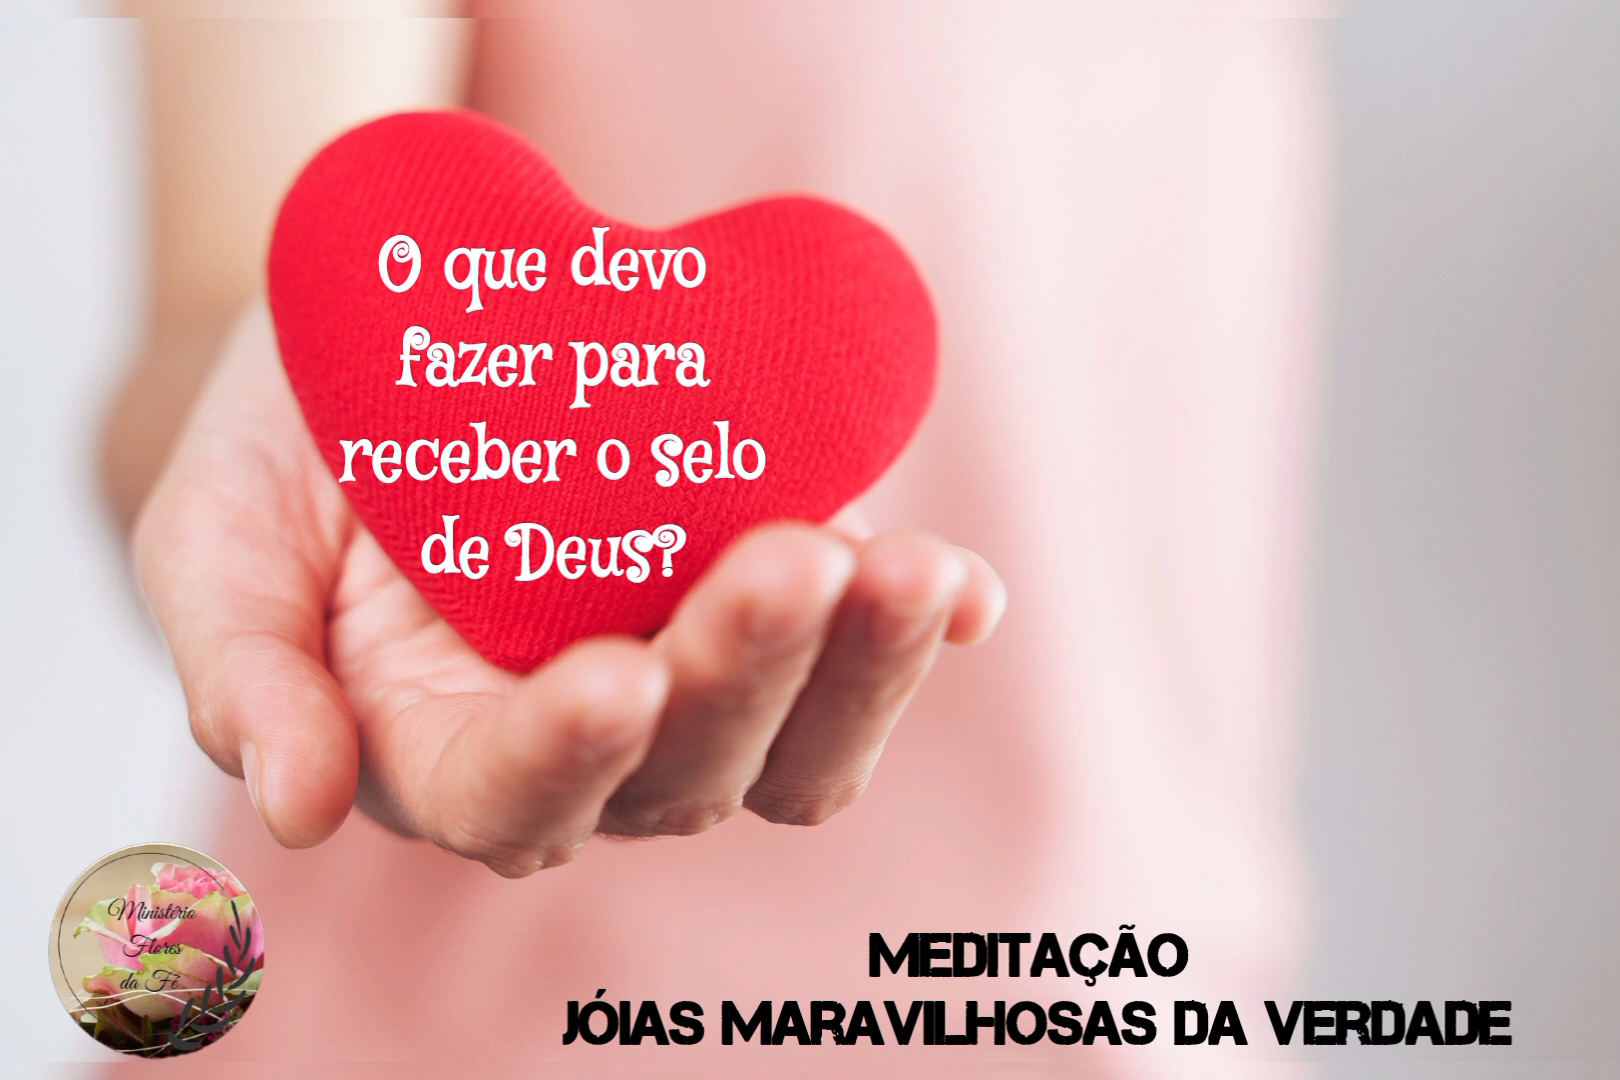 O que devo
fazer para
receber o selo
de Deus?
Ministério
Flores
da Fé
MEDITAÇÃO
JÓIAS MARAVILHOSAS DA VERDADE